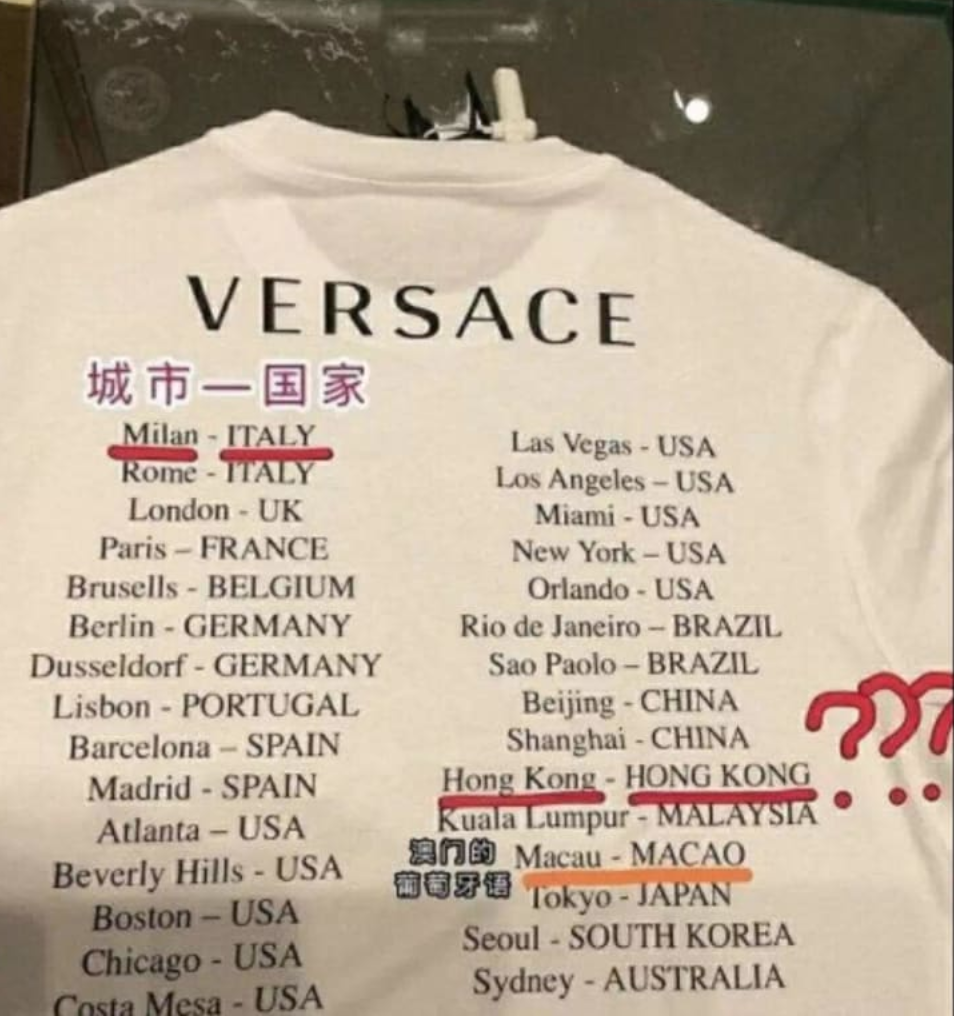 VERSACE
城市—国家
Milan - ITALY
Rome - ITALY
London - UK
Paris – FRANCE
Brusells - BELGIUM
Berlin - GERMANY
Dusseldorf - GERMANY
Lisbon - PORTUGAL
Barcelona – SPAIN
Madrid - SPAIN
Atlanta – USA
Beverly Hills - USA
Boston – USA
Chicago - USA
Costa Mesa - USA
Las Vegas - USA
Los Angeles – USA
Miami - USA
New York – USA
Orlando - USA
Rio de Janeiro – BRAZIL
Sao Paolo – BRAZIL
Beijing - CHINA
Shanghai - CHINA
Hong Kong - HONG KONG
???
Kuala Lumpur - MALAYSIA
澳门的
葡萄牙语
Macau - MACAO
Tokyo - JAPAN
Seoul - SOUTH KOREA
Sydney - AUSTRALIA